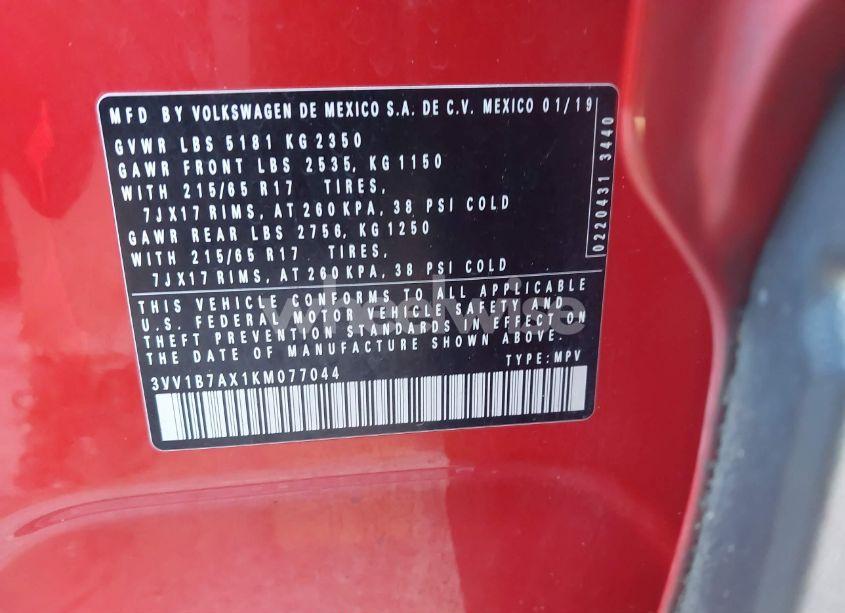 MFD BY VOLKSWAGEN DE MEXICO S.A. DE C.V. MEXICO 01/19
GVWR LBS 5181 KG 2350
GAWR FRONT LBS 2535, KG 1150
WITH 215/65 R17 TIRES,
7JX17 RIMS, AT 260 KPA, 38 PSI COLD
GAWR REAR LBS 2756, KG 1250
WITH 215/65 R17 TIRES,
7JX17 RIMS, AT 260 KPA, 38 PSI COLD
0220431 3440
THIS VEHICLE CONFORMS TO ALL APPLICABLE
U.S. FEDERAL MOTOR VEHICLE SAFETY AND
THEFT PREVENTION STANDARDS IN EFFECT ON
THE DATE OF MANUFACTURE SHOWN ABOVE.
3VV1B7AX1KM077044 TYPE: MPV